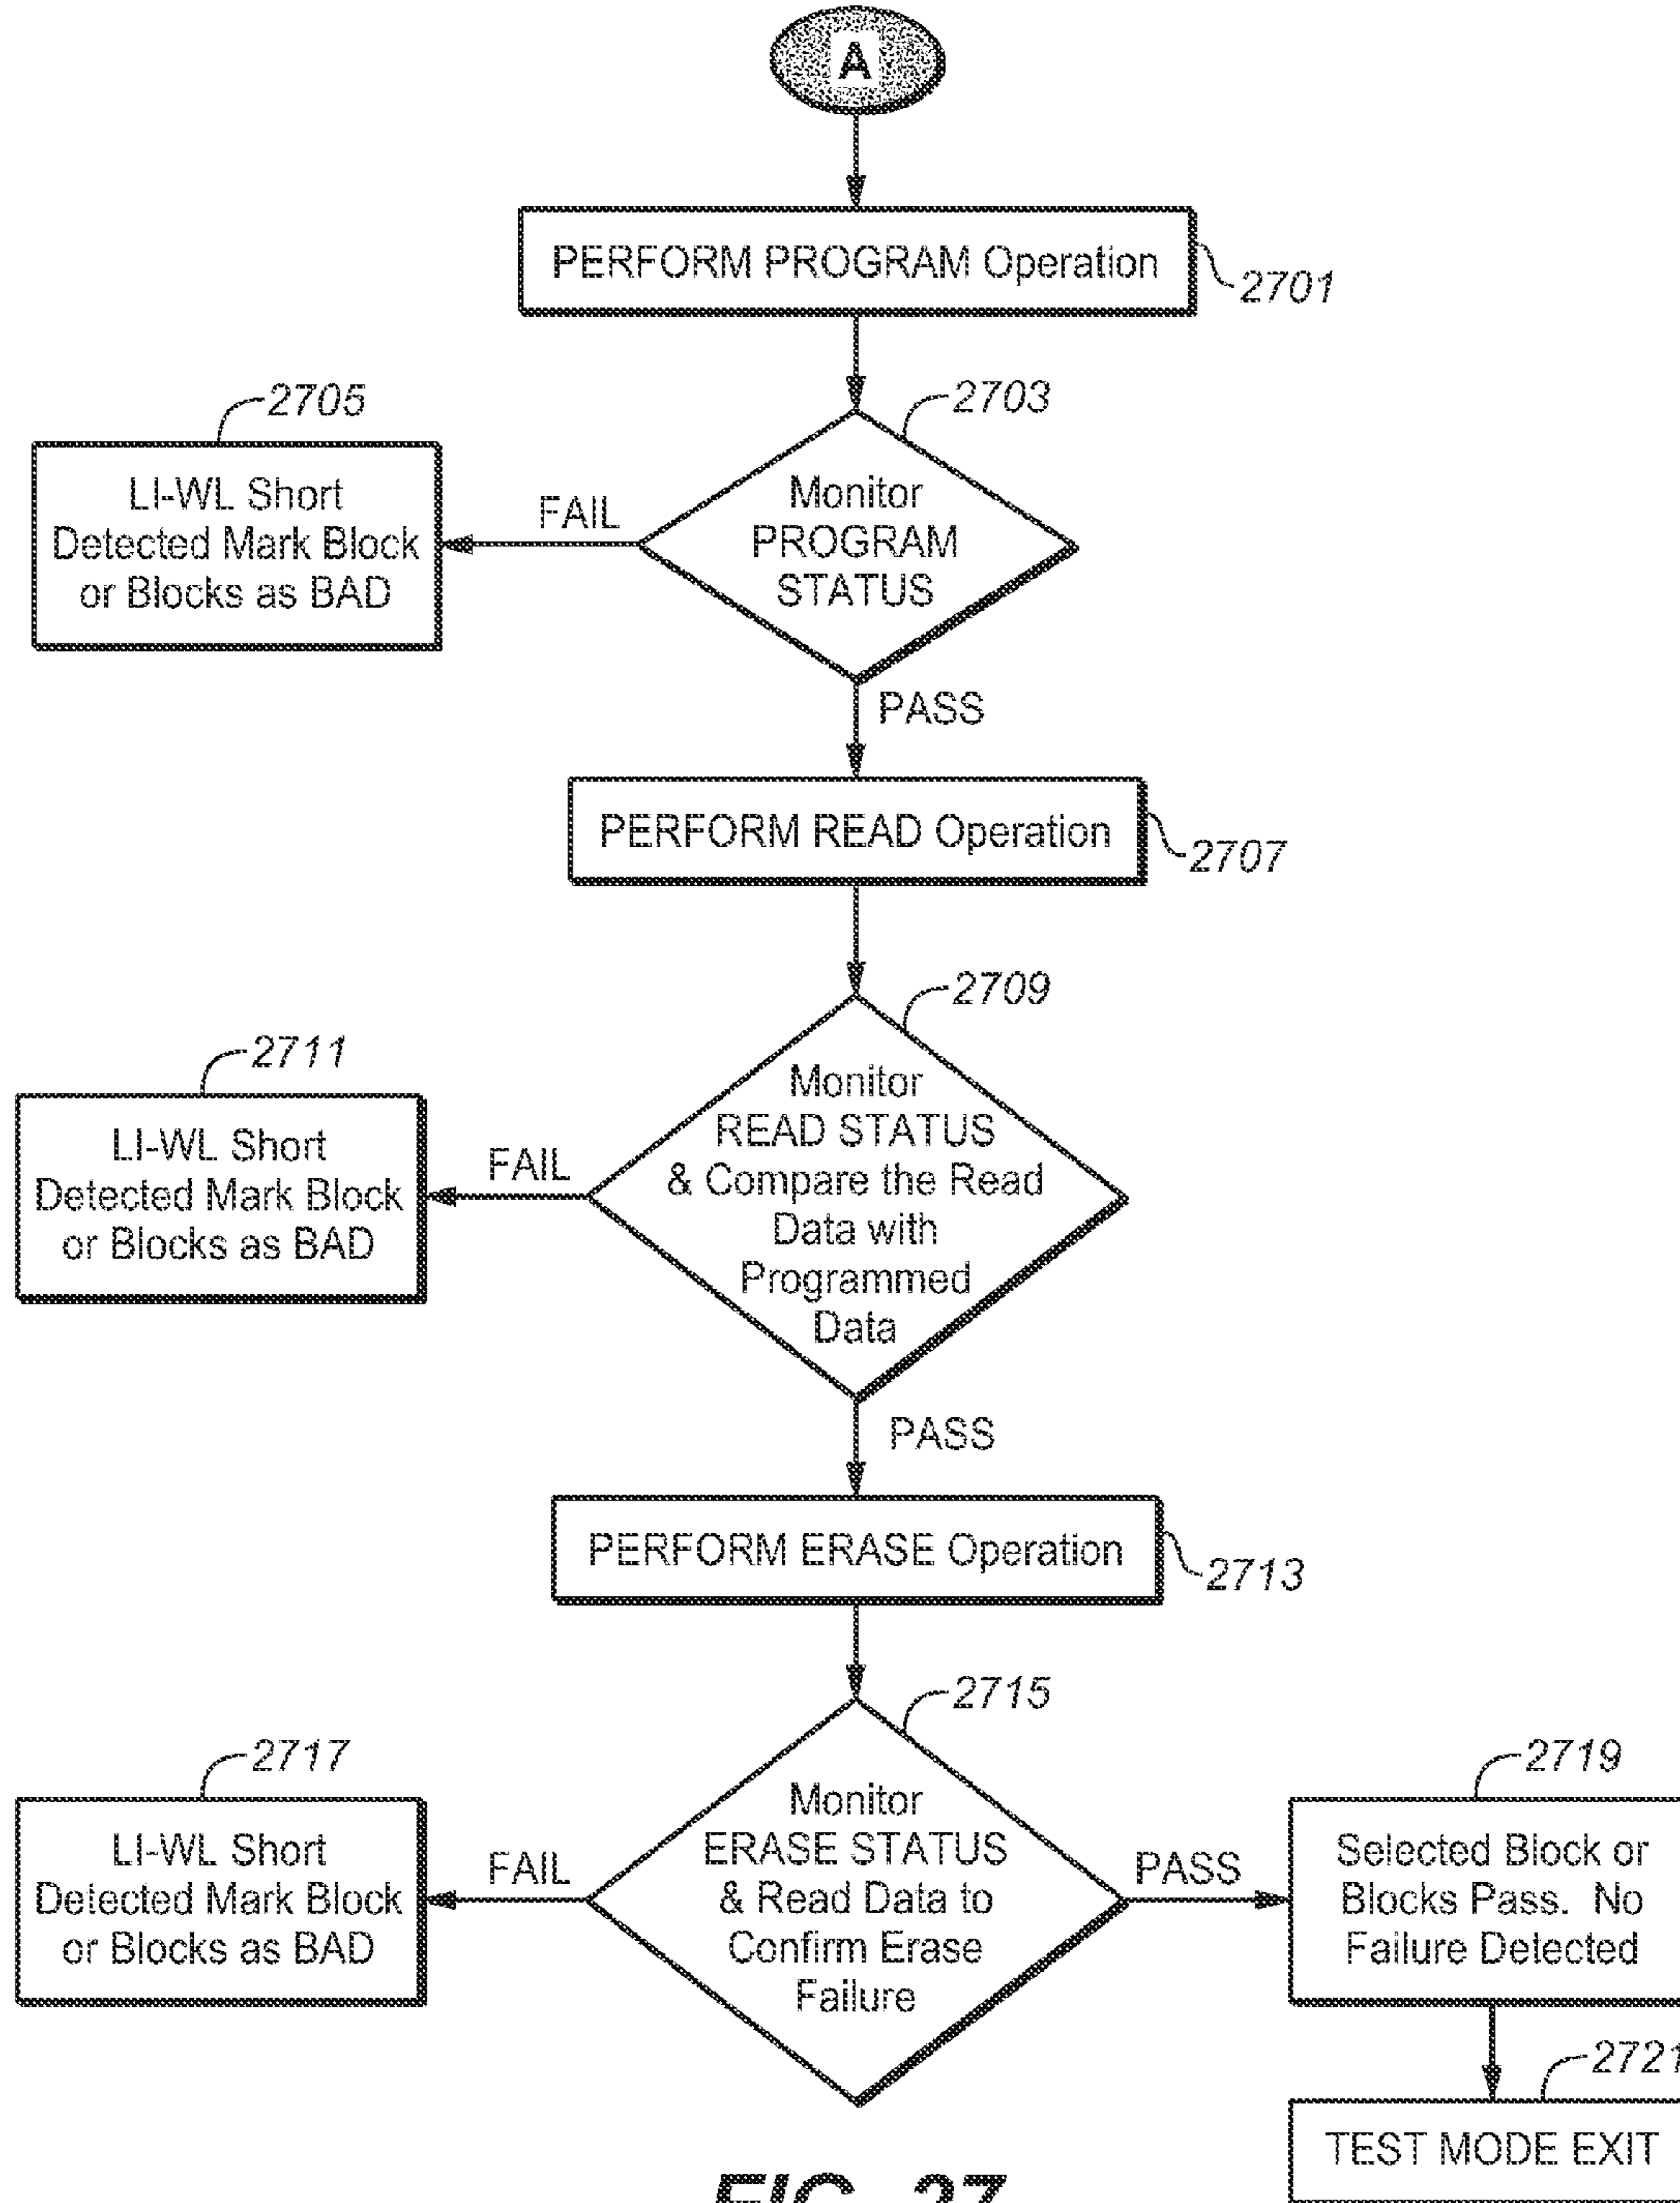 A
PERFORM PROGRAM Operation
2701
2703
2705
Monitor
PROGRAM
STATUS
FAIL
LI-WL Short
Detected Mark Block
or Blocks as BAD
PASS
PERFORM READ Operation
2707
2709
2711
Monitor
READ STATUS
& Compare the Read
Data with
Programmed
Data
FAIL
LI-WL Short
Detected Mark Block
or Blocks as BAD
PASS
PERFORM ERASE Operation
2713
2715
2717
2719
Monitor
ERASE STATUS
& Read Data to
Confirm Erase
Failure
FAIL
LI-WL Short
Detected Mark Block
or Blocks as BAD
PASS
Selected Block or
Blocks Pass. No
Failure Detected
2721
TEST MODE EXIT
FIG. 27